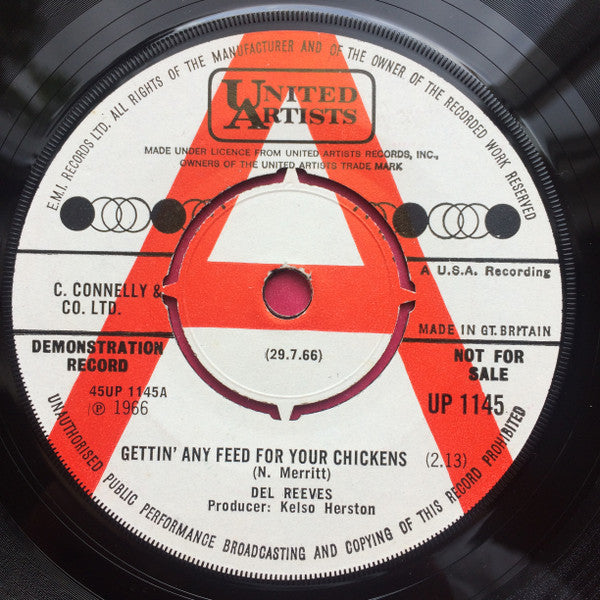 E.M.I. RECORDS LTD. ALL RIGHTS OF THE MANUFACTURER AND OF THE OWNER OF THE RECORDED WORK RESERVED
UNITED
ARTISTS
MADE UNDER LICENCE FROM UNITED ARTISTS RECORDS, INC.,
OWNERS OF THE UNITED ARTISTS TRADE MARK
A U.S.A. Recording
C. CONNELLY &
CO. LTD.
MADE IN GT. BRITAIN
DEMONSTRATION
RECORD
(29.7.66)
NOT FOR
SALE
45UP 1145A
℗ 1966
UP 1145
GETTIN' ANY FEED FOR YOUR CHICKENS (2.13)
(N. Merritt)
DEL REEVES
Producer: Kelso Herston
UNAUTHORISED PUBLIC PERFORMANCE BROADCASTING AND COPYING OF THIS RECORD PROHIBITED